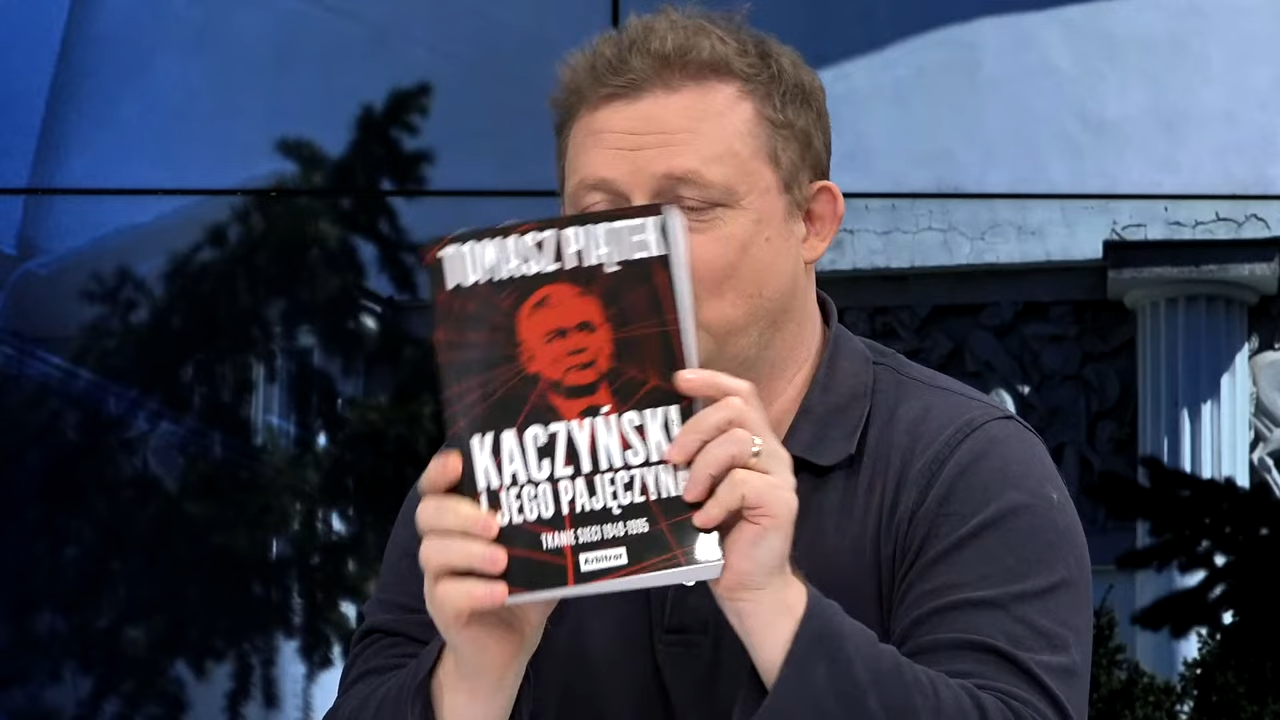 TOMASZ PIĄTEK
KACZYŃSKI
I JEGO PAJĘCZYNA
TKANIE SIECI 1949-1995
Arbitror